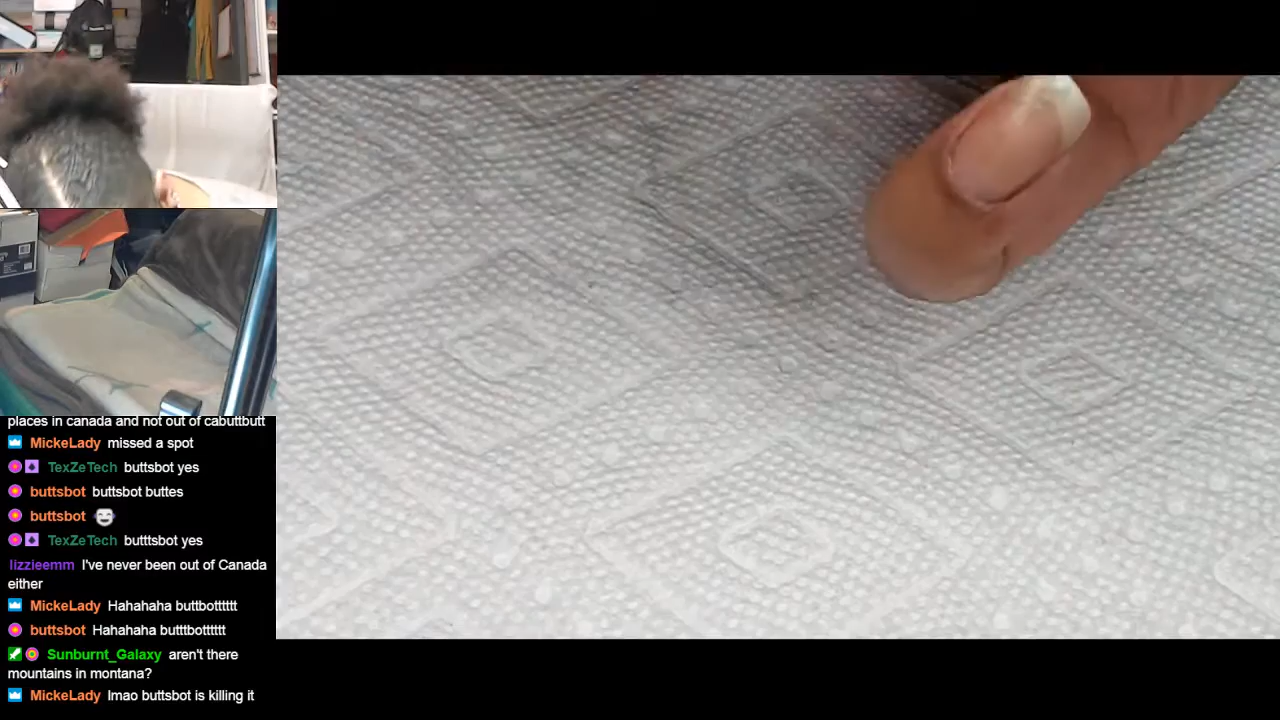 places in canada and not out of cabuttbutt
MickeLady missed a spot
TexZeTech buttsbot yes
buttsbot buttsbot buttes
buttsbot
TexZeTech butttsbot yes
lizzieemm I've never been out of Canada
either
MickeLady Hahahaha buttbotttttt
buttsbot Hahahaha butttbotttttt
Sunburnt_Galaxy aren't there
mountains in montana?
MickeLady lmao buttsbot is killing it